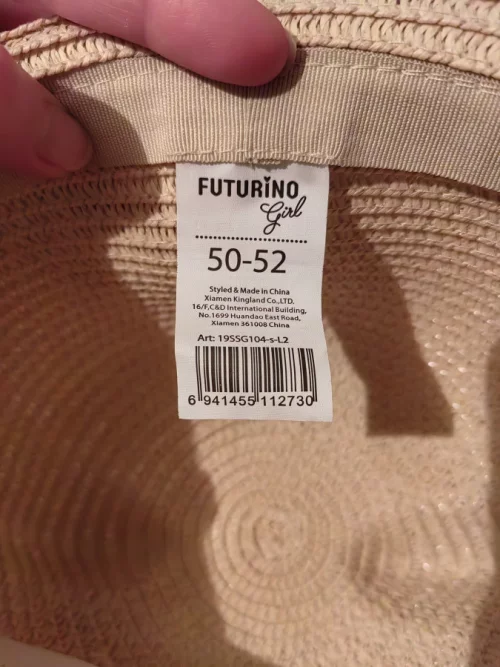 FUTURINO
Girl
50-52
Styled & Made in China
Xiamen Kingland Co.,LTD.
16/F,C&D International Building,
No.1699 Huandao East Road,
Xiamen 361008 China
Art: 19SSG104-s-L2
6 941455 112730